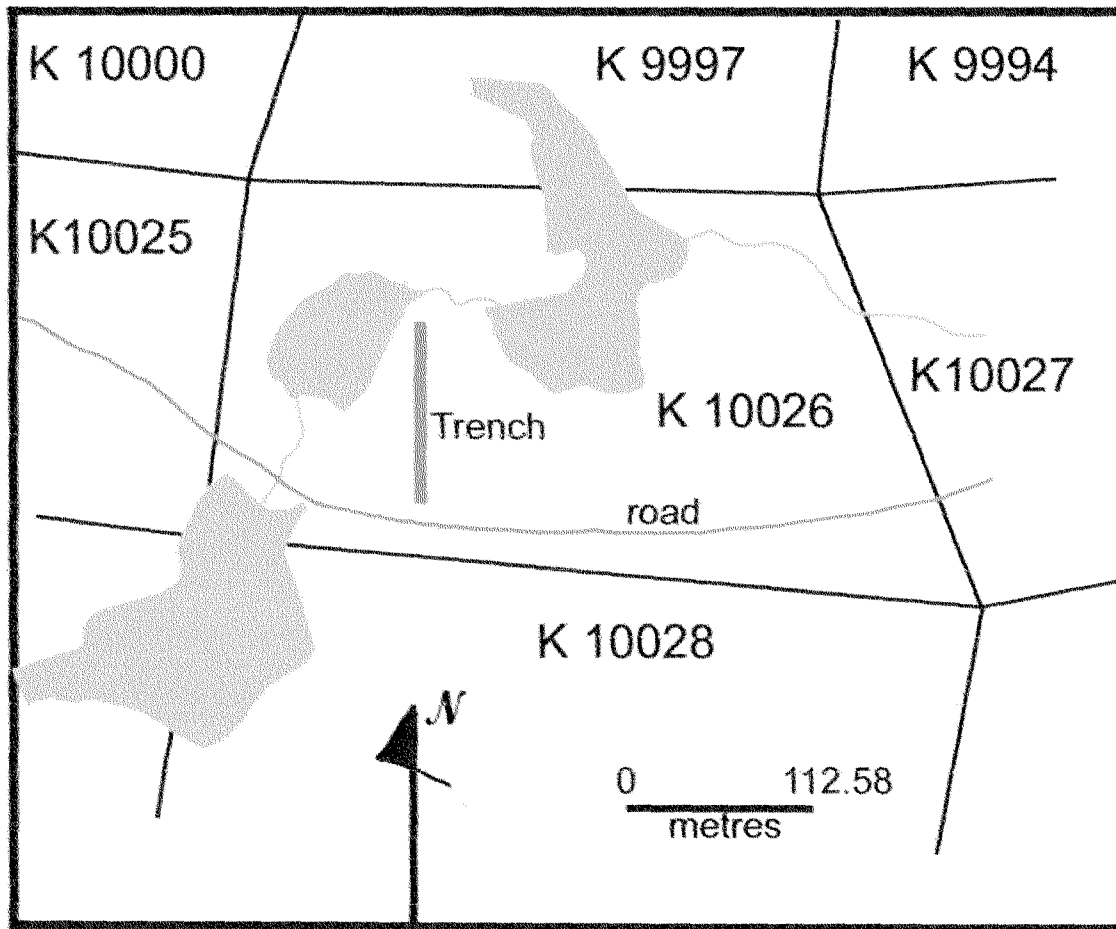 K 10000
K 9997
K 9994
K10025
K10027
K 10026
Trench
road
K 10028
N
0 112.58
metres